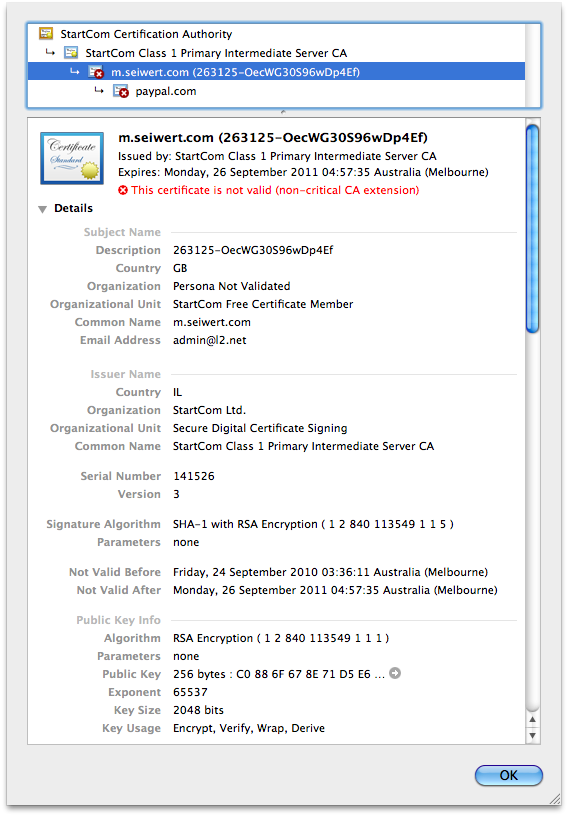 StartCom Certification Authority
StartCom Class 1 Primary Intermediate Server CA
m.seiwert.com (263125-OecWG30S96wDp4Ef)
paypal.com
Certificate
Standard
m.seiwert.com (263125-OecWG30S96wDp4Ef)
Issued by: StartCom Class 1 Primary Intermediate Server CA
Expires: Monday, 26 September 2011 04:57:35 Australia (Melbourne)
This certificate is not valid (non-critical CA extension)
Details
Subject Name
Description 263125-OecWG30S96wDp4Ef
Country GB
Organization Persona Not Validated
Organizational Unit StartCom Free Certificate Member
Common Name m.seiwert.com
Email Address admin@l2.net
Issuer Name
Country IL
Organization StartCom Ltd.
Organizational Unit Secure Digital Certificate Signing
Common Name StartCom Class 1 Primary Intermediate Server CA
Serial Number 141526
Version 3
Signature Algorithm SHA-1 with RSA Encryption ( 1 2 840 113549 1 1 5 )
Parameters none
Not Valid Before Friday, 24 September 2010 03:36:11 Australia (Melbourne)
Not Valid After Monday, 26 September 2011 04:57:35 Australia (Melbourne)
Public Key Info
Algorithm RSA Encryption ( 1 2 840 113549 1 1 1 )
Parameters none
Public Key 256 bytes : C0 88 6F 67 8E 71 D5 E6 ...
Exponent 65537
Key Size 2048 bits
Key Usage Encrypt, Verify, Wrap, Derive
OK